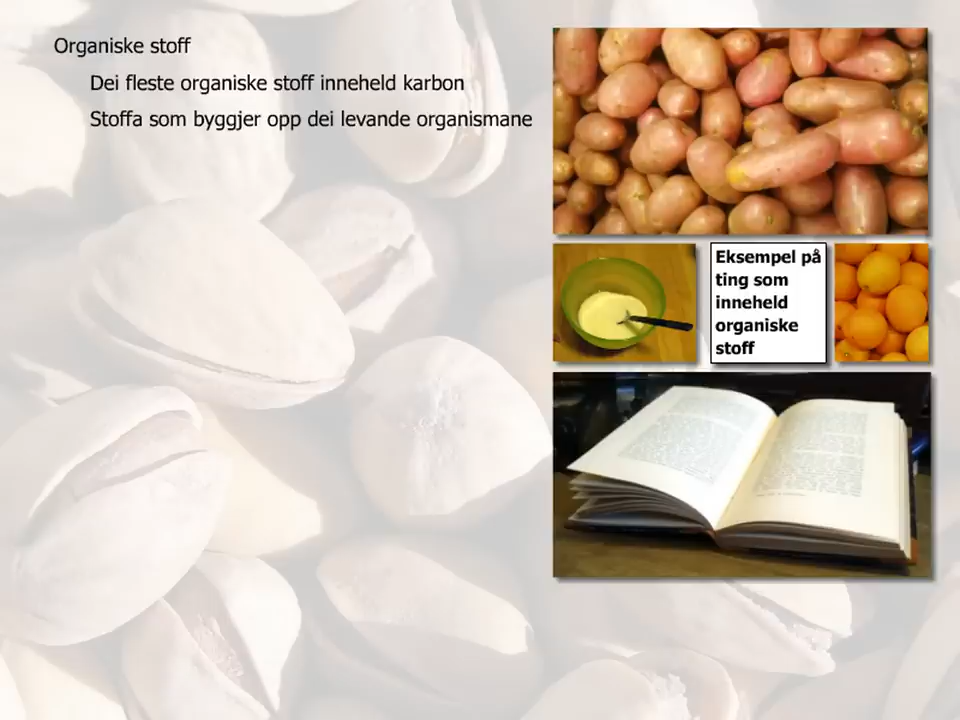 Organiske stoff
Dei fleste organiske stoff inneheld karbon
Stoffa som byggjer opp dei levande organismane
Eksempel på
ting som
inneheld
organiske
stoff